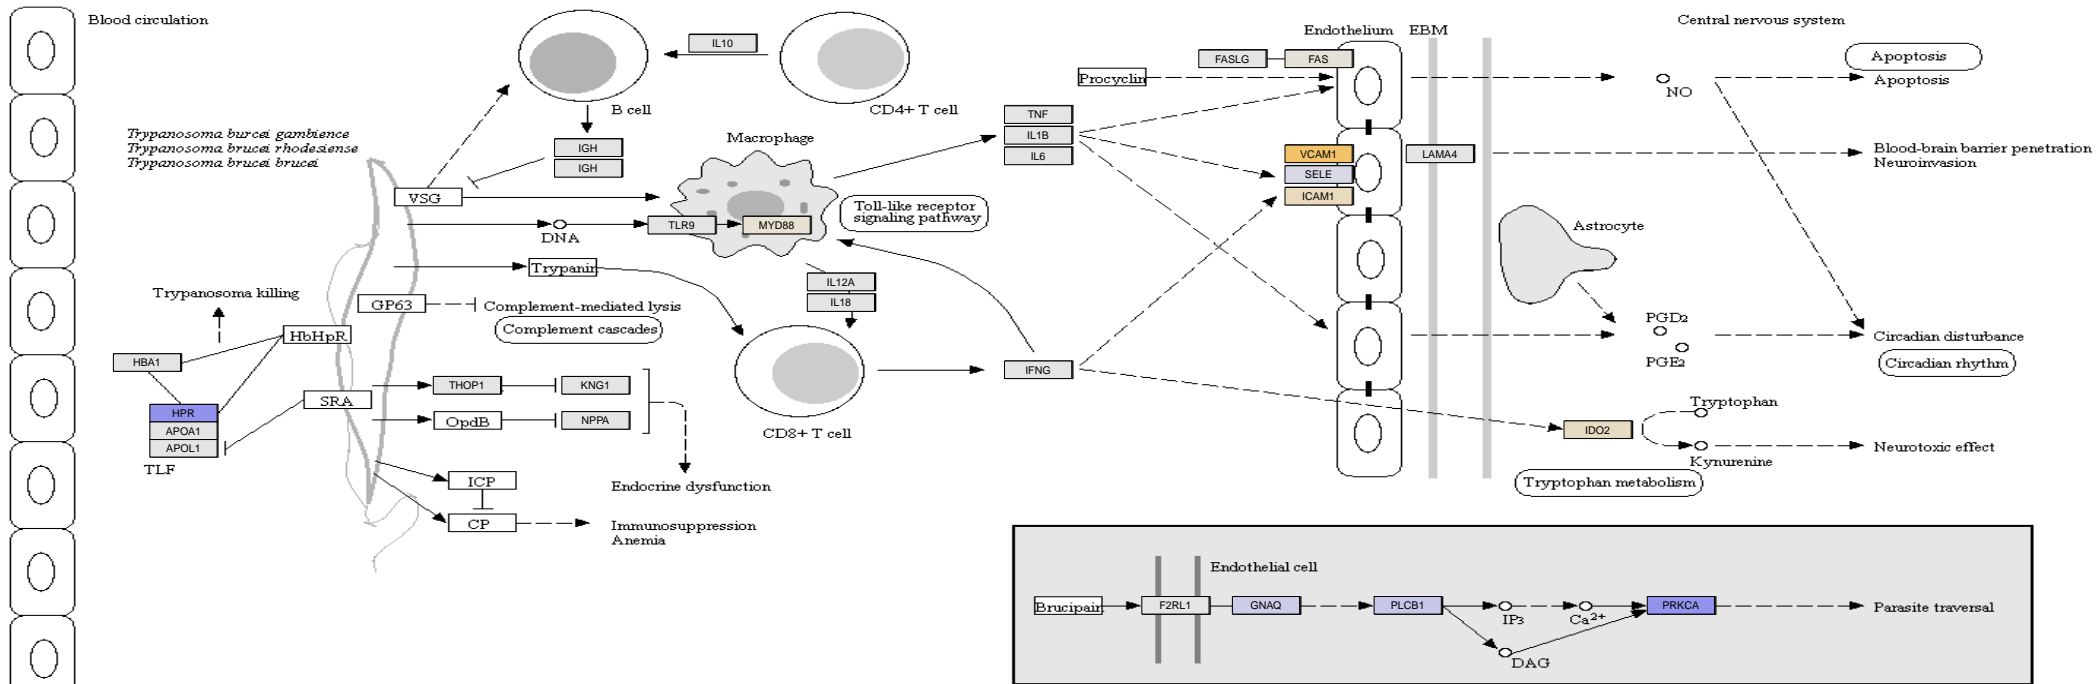 Blood circulation
IL10
B cell
CD4+ T cell
Trypanosoma burcei gambience
Trypanosoma brucei rhodesiense
Trypanosoma brucei brucei
IGH
IGH
Macrophage
VSG
DNA
TLR9
MYD88
Toll-like receptor
signaling pathway
Trypanin
GP63
Complement-mediated lysis
Complement cascades
IL12A
IL18
CD8+ T cell
Trypanosoma killing
HbHpR
HBA1
HPR
APOA1
APOL1
TLF
SRA
THOP1
KNG1
OpdB
NPPA
Endocrine dysfunction
ICP
CP
Immunosuppression
Anemia
TNF
IL1B
IL6
IFNG
Procyclin
FASLG
FAS
Endothelium
EBM
VCAM1
SELE
ICAM1
LAMA4
Central nervous system
NO
Apoptosis
Apoptosis
Blood-brain barrier penetration
Neuroinvasion
Astrocyte
PGD2
PGE2
Circadian disturbance
Circadian rhythm
IDO2
Tryptophan
Kynurenine
Neurotoxic effect
Tryptophan metabolism
Endothelial cell
Brucipain
F2RL1
GNAQ
PLCB1
IP3
Ca2+
DAG
PRKCA
Parasite traversal